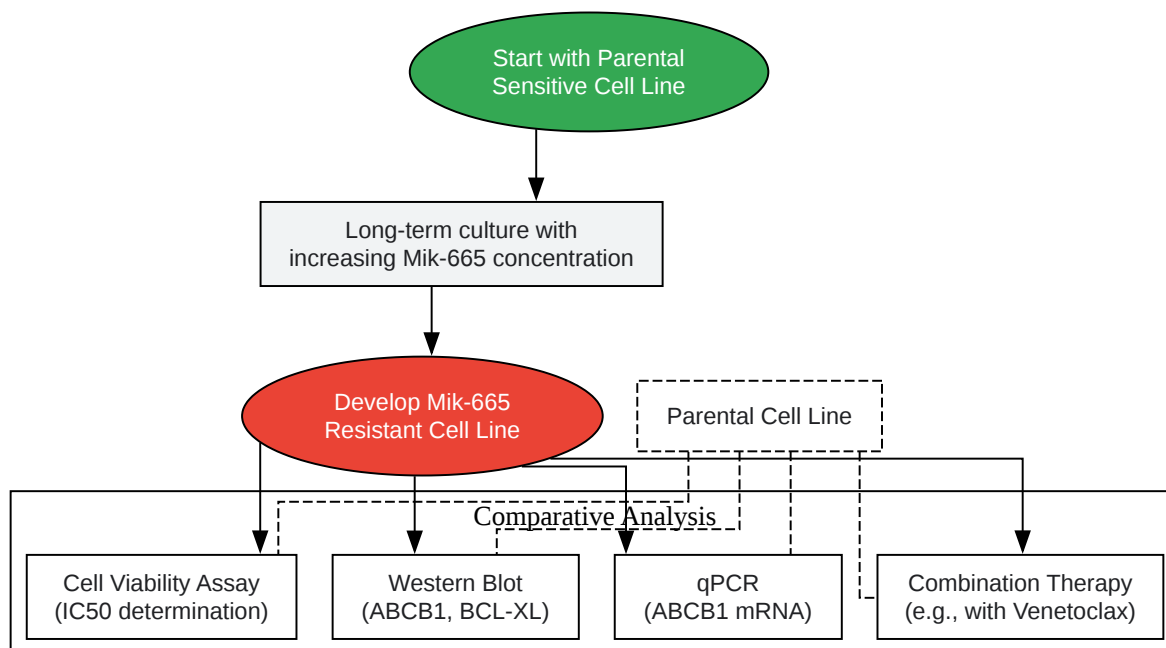 Start with Parental
Sensitive Cell Line
Long-term culture with
increasing Mik-665 concentration
Develop Mik-665
Resistant Cell Line
Parental Cell Line
Comparative Analysis
Cell Viability Assay
(IC50 determination)
Western Blot
(ABCB1, BCL-XL)
qPCR
(ABCB1 mRNA)
Combination Therapy
(e.g., with Venetoclax)